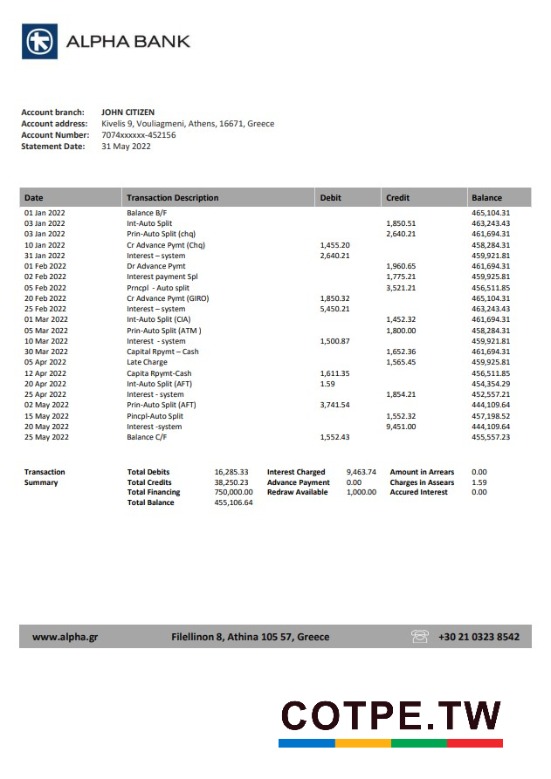 ALPHA BANK
Account branch: JOHN CITIZEN
Account address: Kivelis 9, Vouliagmeni, Athens, 16671, Greece
Account Number: 7074xxxxxx-452156
Statement Date: 31 May 2022
Date Transaction Description Debit Credit Balance
01 Jan 2022 Balance B/F 465,104.31
03 Jan 2022 Int-Auto Split 1,850.51 463,243.43
03 Jan 2022 Prin-Auto Split (chq) 2,640.21 461,694.31
10 Jan 2022 Cr Advance Pymt (Chq) 1,455.20 458,284.31
31 Jan 2022 Interest – system 2,640.21 459,921.81
01 Feb 2022 Dr Advance Pymt 1,960.65 461,694.31
02 Feb 2022 Interest payment Spl 1,775.21 459,925.81
05 Feb 2022 Prncpl - Auto split 3,521.21 456,511.85
20 Feb 2022 Cr Advance Pymt (GIRO) 1,850.32 465,104.31
25 Feb 2022 Interest – system 5,450.21 463,243.43
01 Mar 2022 Int-Auto Split (CIA) 1,452.32 461,694.31
05 Mar 2022 Prin-Auto Split (ATM ) 1,800.00 458,284.31
10 Mar 2022 Interest - system 1,500.87 459,921.81
30 Mar 2022 Capital Rpymt – Cash 1,652.36 461,694.31
05 Apr 2022 Late Charge 1,565.45 459,925.81
12 Apr 2022 Capita Rpymt-Cash 1,611.35 456,511.85
20 Apr 2022 Int-Auto Split (AFT) 1.59 454,354.29
25 Apr 2022 Interest - system 1,854.21 452,557.21
02 May 2022 Prin-Auto Split (AFT) 3,741.54 444,109.64
15 May 2022 Pincpl-Auto Split 1,552.32 457,198.52
20 May 2022 Interest -system 9,451.00 444,109.64
25 May 2022 Balance C/F 1,552.43 455,557.23
Transaction Total Debits 16,285.33 Interest Charged 9,463.74 Amount in Arrears 0.00
Summary Total Credits 38,250.23 Advance Payment 0.00 Charges in Assears 1.59
Total Financing 750,000.00 Redraw Available 1,000.00 Accured Interest 0.00
Total Balance 455,106.64
www.alpha.gr Filellinon 8, Athina 105 57, Greece +30 21 0323 8542
COTPE.TW